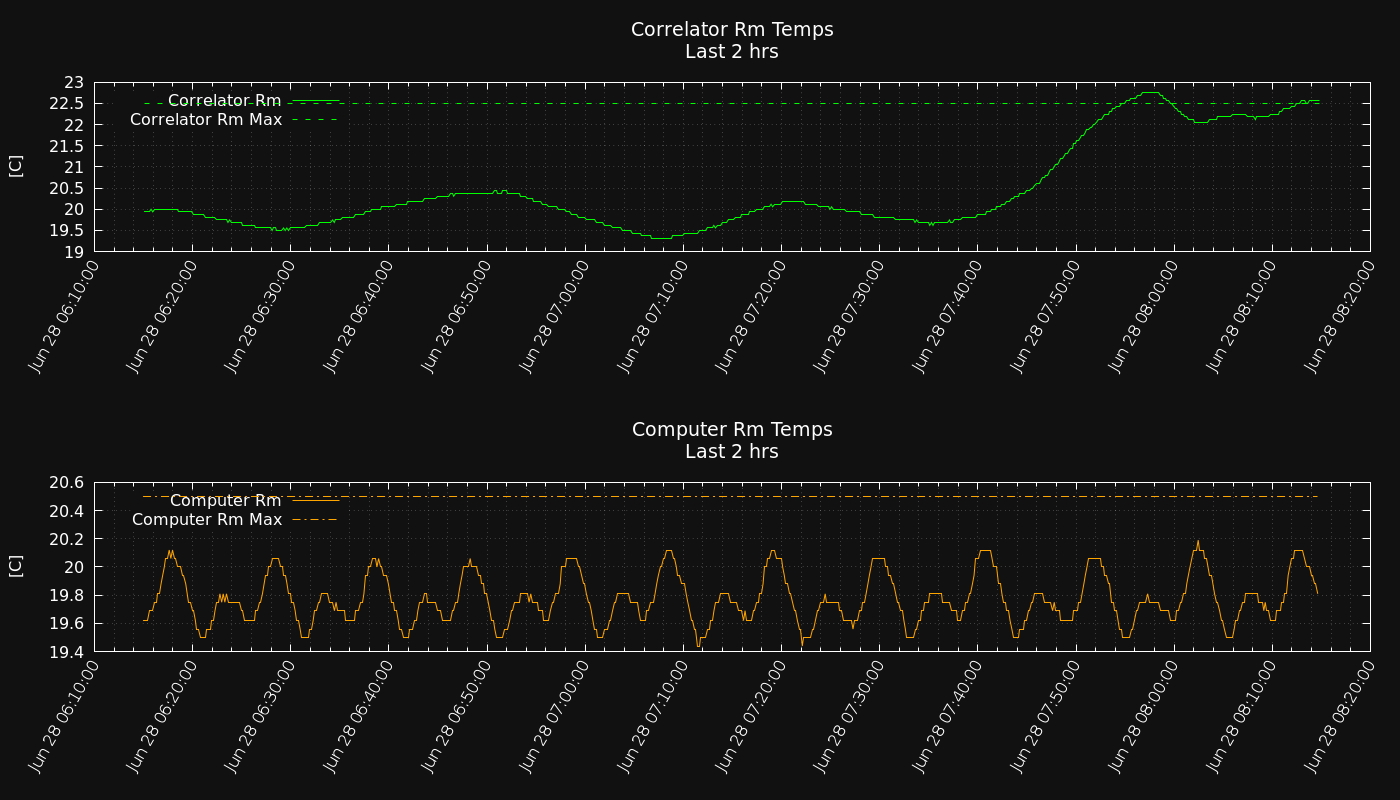 Correlator Rm Temps
Last 2 hrs
23
22.5
22
21.5
21
20.5
20
19.5
19
[C]
Correlator Rm
Correlator Rm Max
Jun 28 06:10:00
Jun 28 06:20:00
Jun 28 06:30:00
Jun 28 06:40:00
Jun 28 06:50:00
Jun 28 07:00:00
Jun 28 07:10:00
Jun 28 07:20:00
Jun 28 07:30:00
Jun 28 07:40:00
Jun 28 07:50:00
Jun 28 08:00:00
Jun 28 08:10:00
Jun 28 08:20:00
Computer Rm Temps
Last 2 hrs
20.6
20.4
20.2
20
19.8
19.6
19.4
[C]
Computer Rm
Computer Rm Max
Jun 28 06:10:00
Jun 28 06:20:00
Jun 28 06:30:00
Jun 28 06:40:00
Jun 28 06:50:00
Jun 28 07:00:00
Jun 28 07:10:00
Jun 28 07:20:00
Jun 28 07:30:00
Jun 28 07:40:00
Jun 28 07:50:00
Jun 28 08:00:00
Jun 28 08:10:00
Jun 28 08:20:00